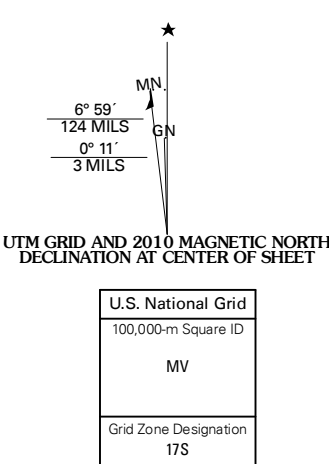 MN
6° 59´
124 MILS
GN
0° 11´
3 MILS
UTM GRID AND 2010 MAGNETIC NORTH
DECLINATION AT CENTER OF SHEET
U.S. National Grid
100,000-m Square ID
MV
Grid Zone Designation
17S